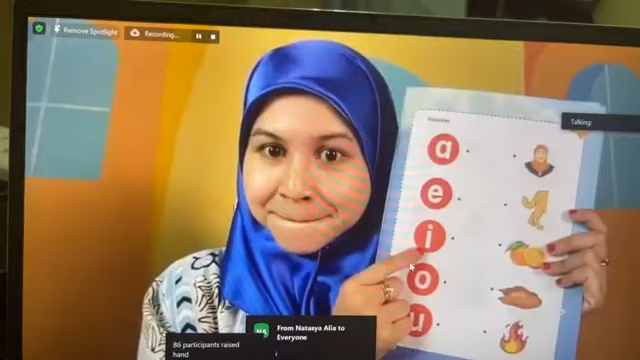 Remove Spotlight
Recording...
Talking:
a
e
i
o
u
NA
From Natasya Alia to
Everyone
i
86 participants raised
hand